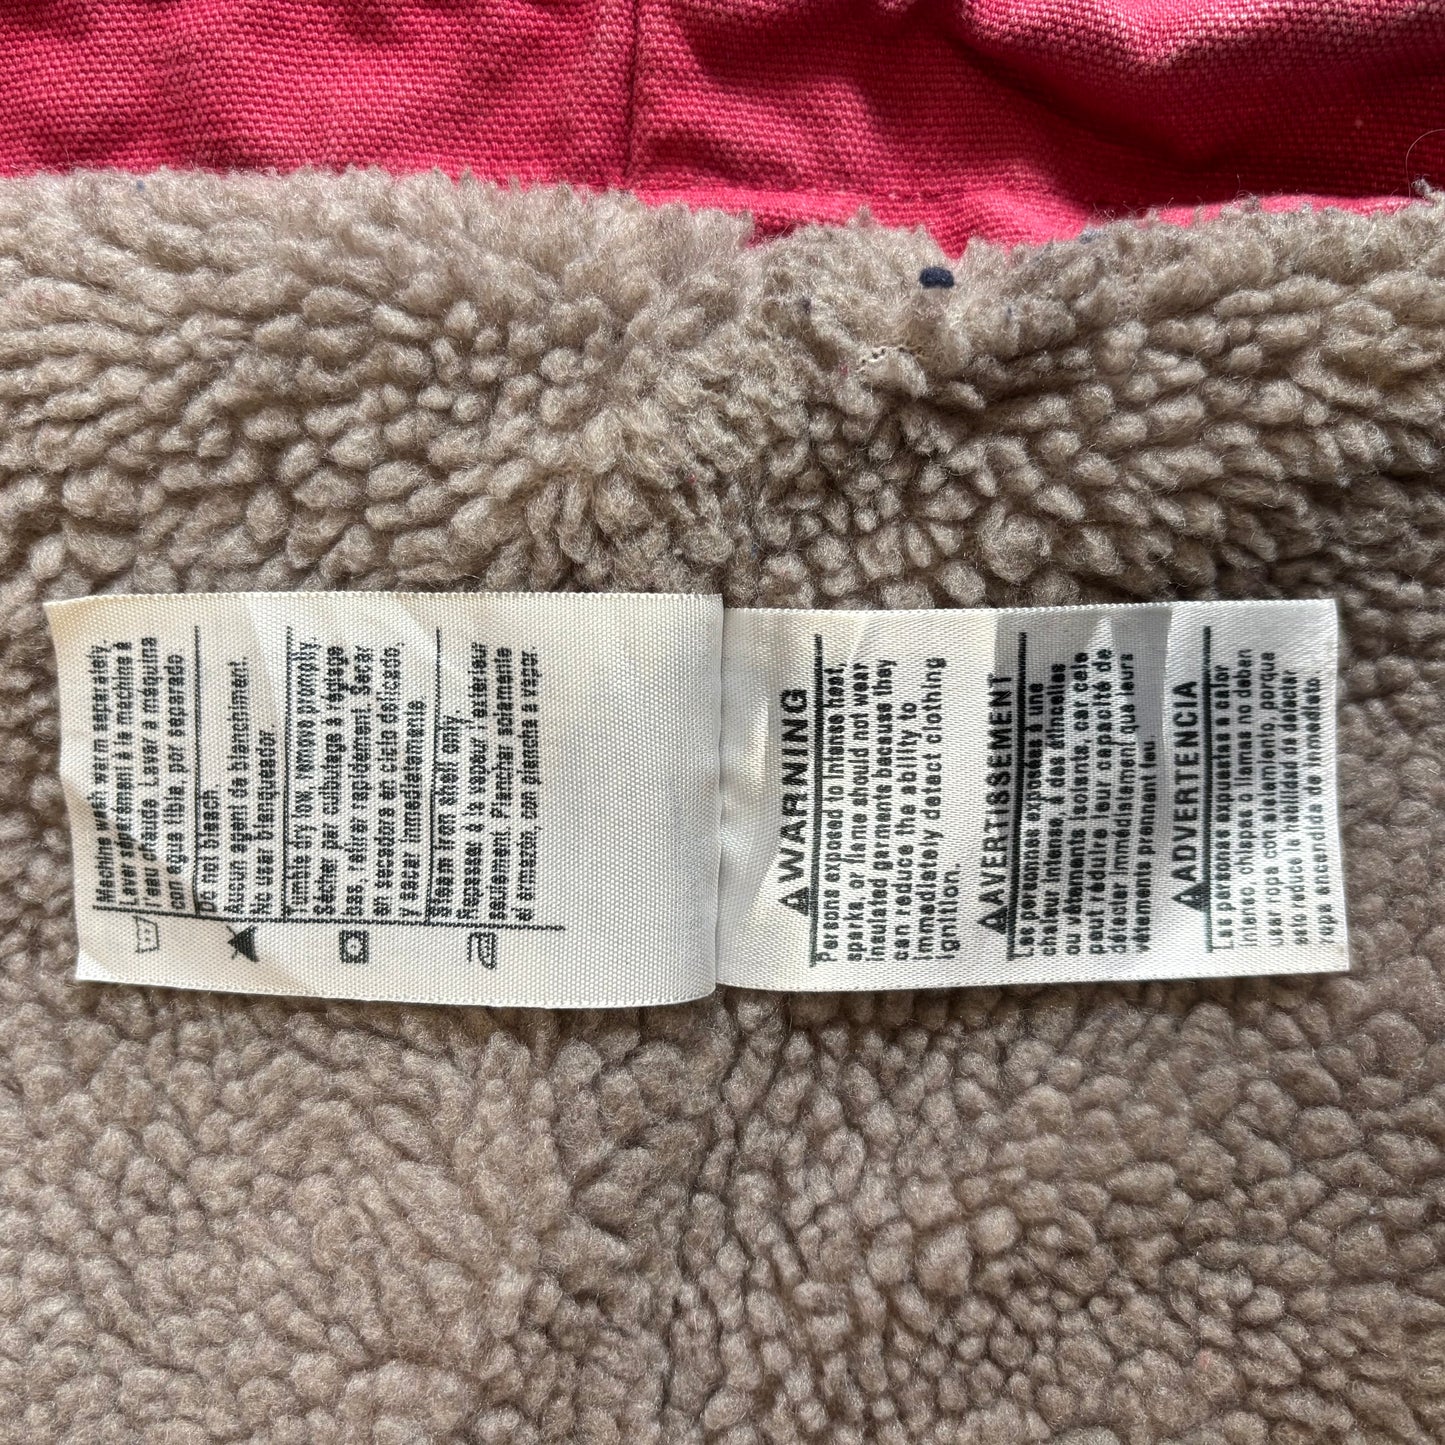 Machine wash warm separately.
Laver séparément à la machine à
l'eau chaude Lavar a máquina
con agua tibia, por separado
Do not bleach.
Aucun agent de blanchiment.
No usar blanqueador.
Tumble dry low, remove promptly.
Sécher par culbutage à réglage
bas, retirer rapidement. Secar
en secadora en ciclo delicado,
y sacar inmediatamente.
Steam iron shell only.
Repasser à la vapeur l'extérieur
seulement. Planchar solamente
el armazón, con plancha a vapor.
WARNING
Persons exposed to intense heat,
sparks, or flame should not wear
insulated garments because they
can reduce the ability to
immediately detect clothing
ignition.
AVERTISSEMENT
Les personnes exposées à une
chaleur intense, à des étincelles
ou vêtements isolants, car cela
peut réduire leur capacité de
détecter immédiatement que leurs
vêtements prennent feu
ADVERTENCIA
Las personas expuestas a calor
intenso, chispas o llamas no deben
usar ropa con aislamiento, porque
esto reduce la habilidad de detectar
ropa encendida de inmediato.